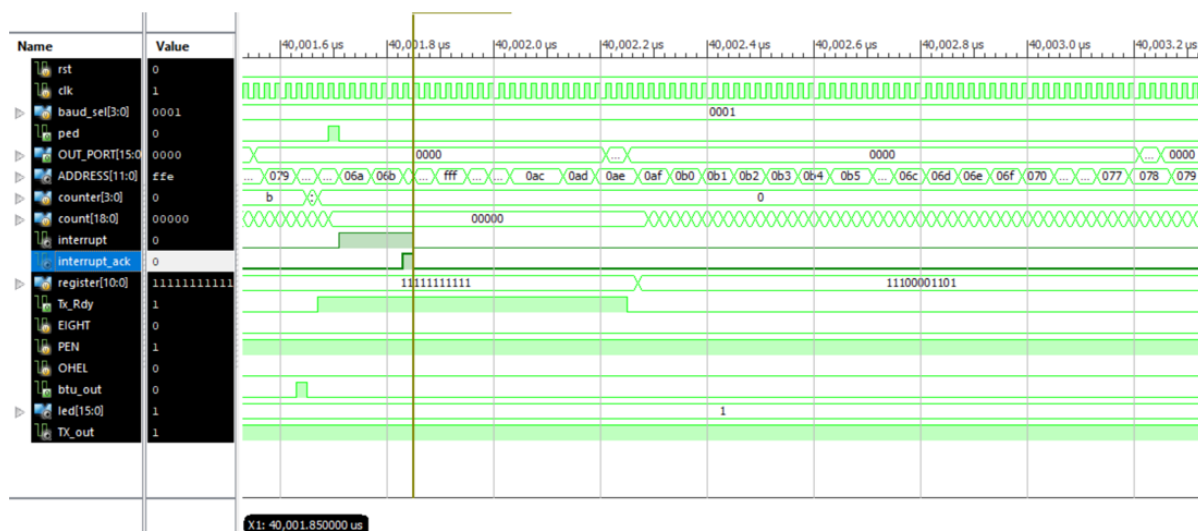 Name Value 40,001.6 us 40,001.8 us 40,002.0 us 40,002.2 us 40,002.4 us 40,002.6 us 40,002.8 us 40,003.0 us 40,003.2 us
rst 0
clk 1
baud_sel[3:0] 0001 0001
ped 0
OUT_PORT[15:0 0000 0000 ... 0000 ... 0000
ADDRESS[11:0] ffe ... 079 ... ... 06a 06b ... fff ... ... 0ac 0ad 0ae 0af 0b0 0b1 0b2 0b3 0b4 0b5 ... 06c 06d 06e 06f 070 ... ... 077 078 079
counter[3:0] 0 b 0
count[18:0] 00000 00000
interrupt 0
interrupt_ack 0
register[10:0] 11111111111 11111111111 11100001101
Tx_Rdy 1
EIGHT 0
PEN 1
OHEL 0
btu_out 0
led[15:0] 1 1
TX_out 1
X1: 40,001.850000 us